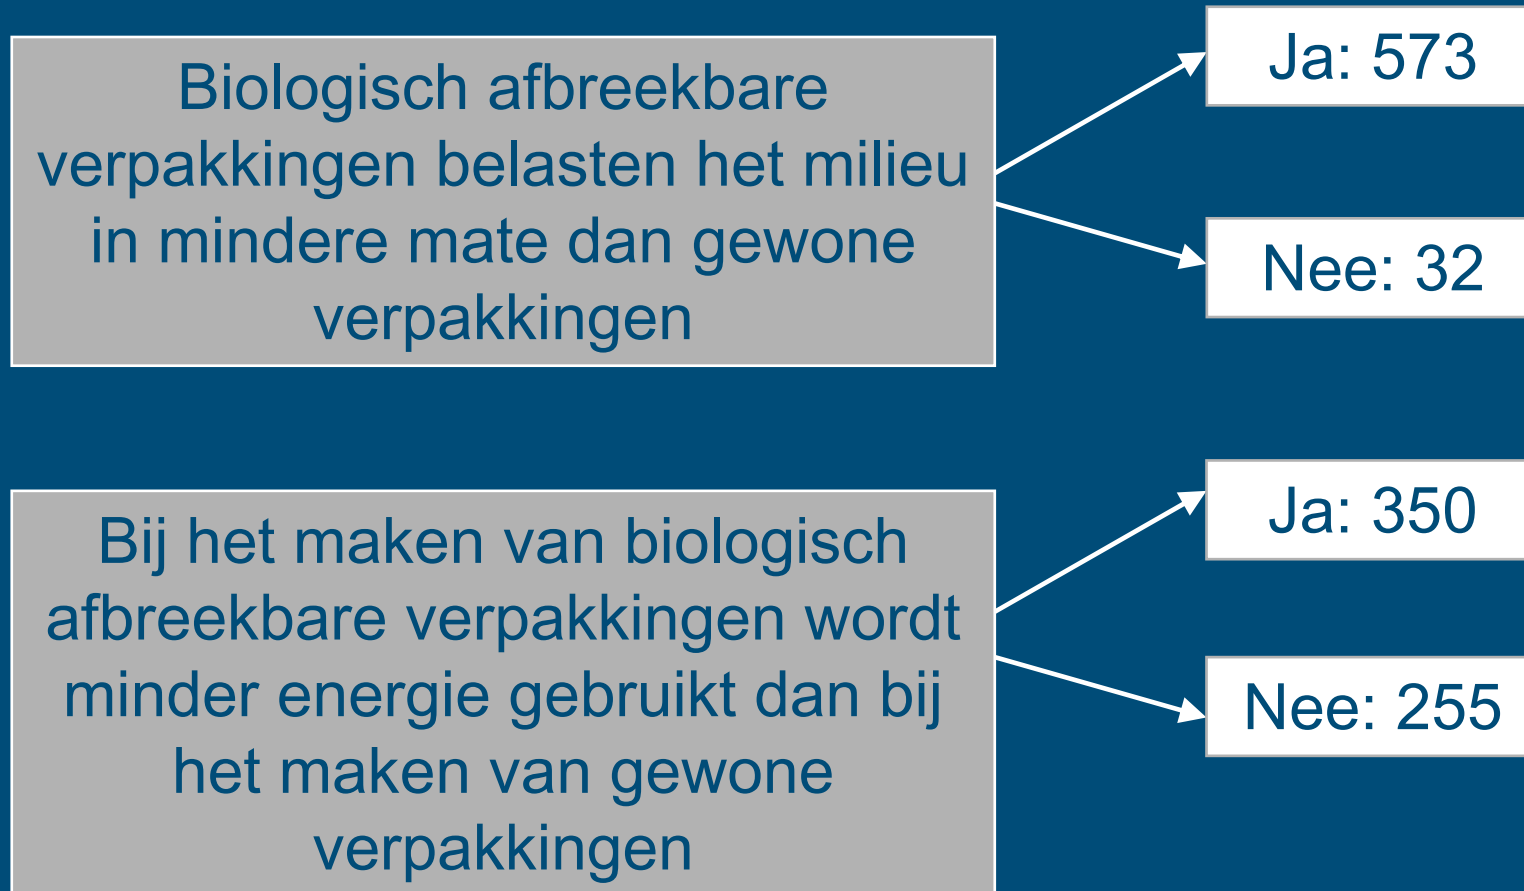 Biologisch afbreekbare
verpakkingen belasten het milieu
in mindere mate dan gewone
verpakkingen
Ja: 573
Nee: 32
Bij het maken van biologisch
afbreekbare verpakkingen wordt
minder energie gebruikt dan bij
het maken van gewone
verpakkingen
Ja: 350
Nee: 255